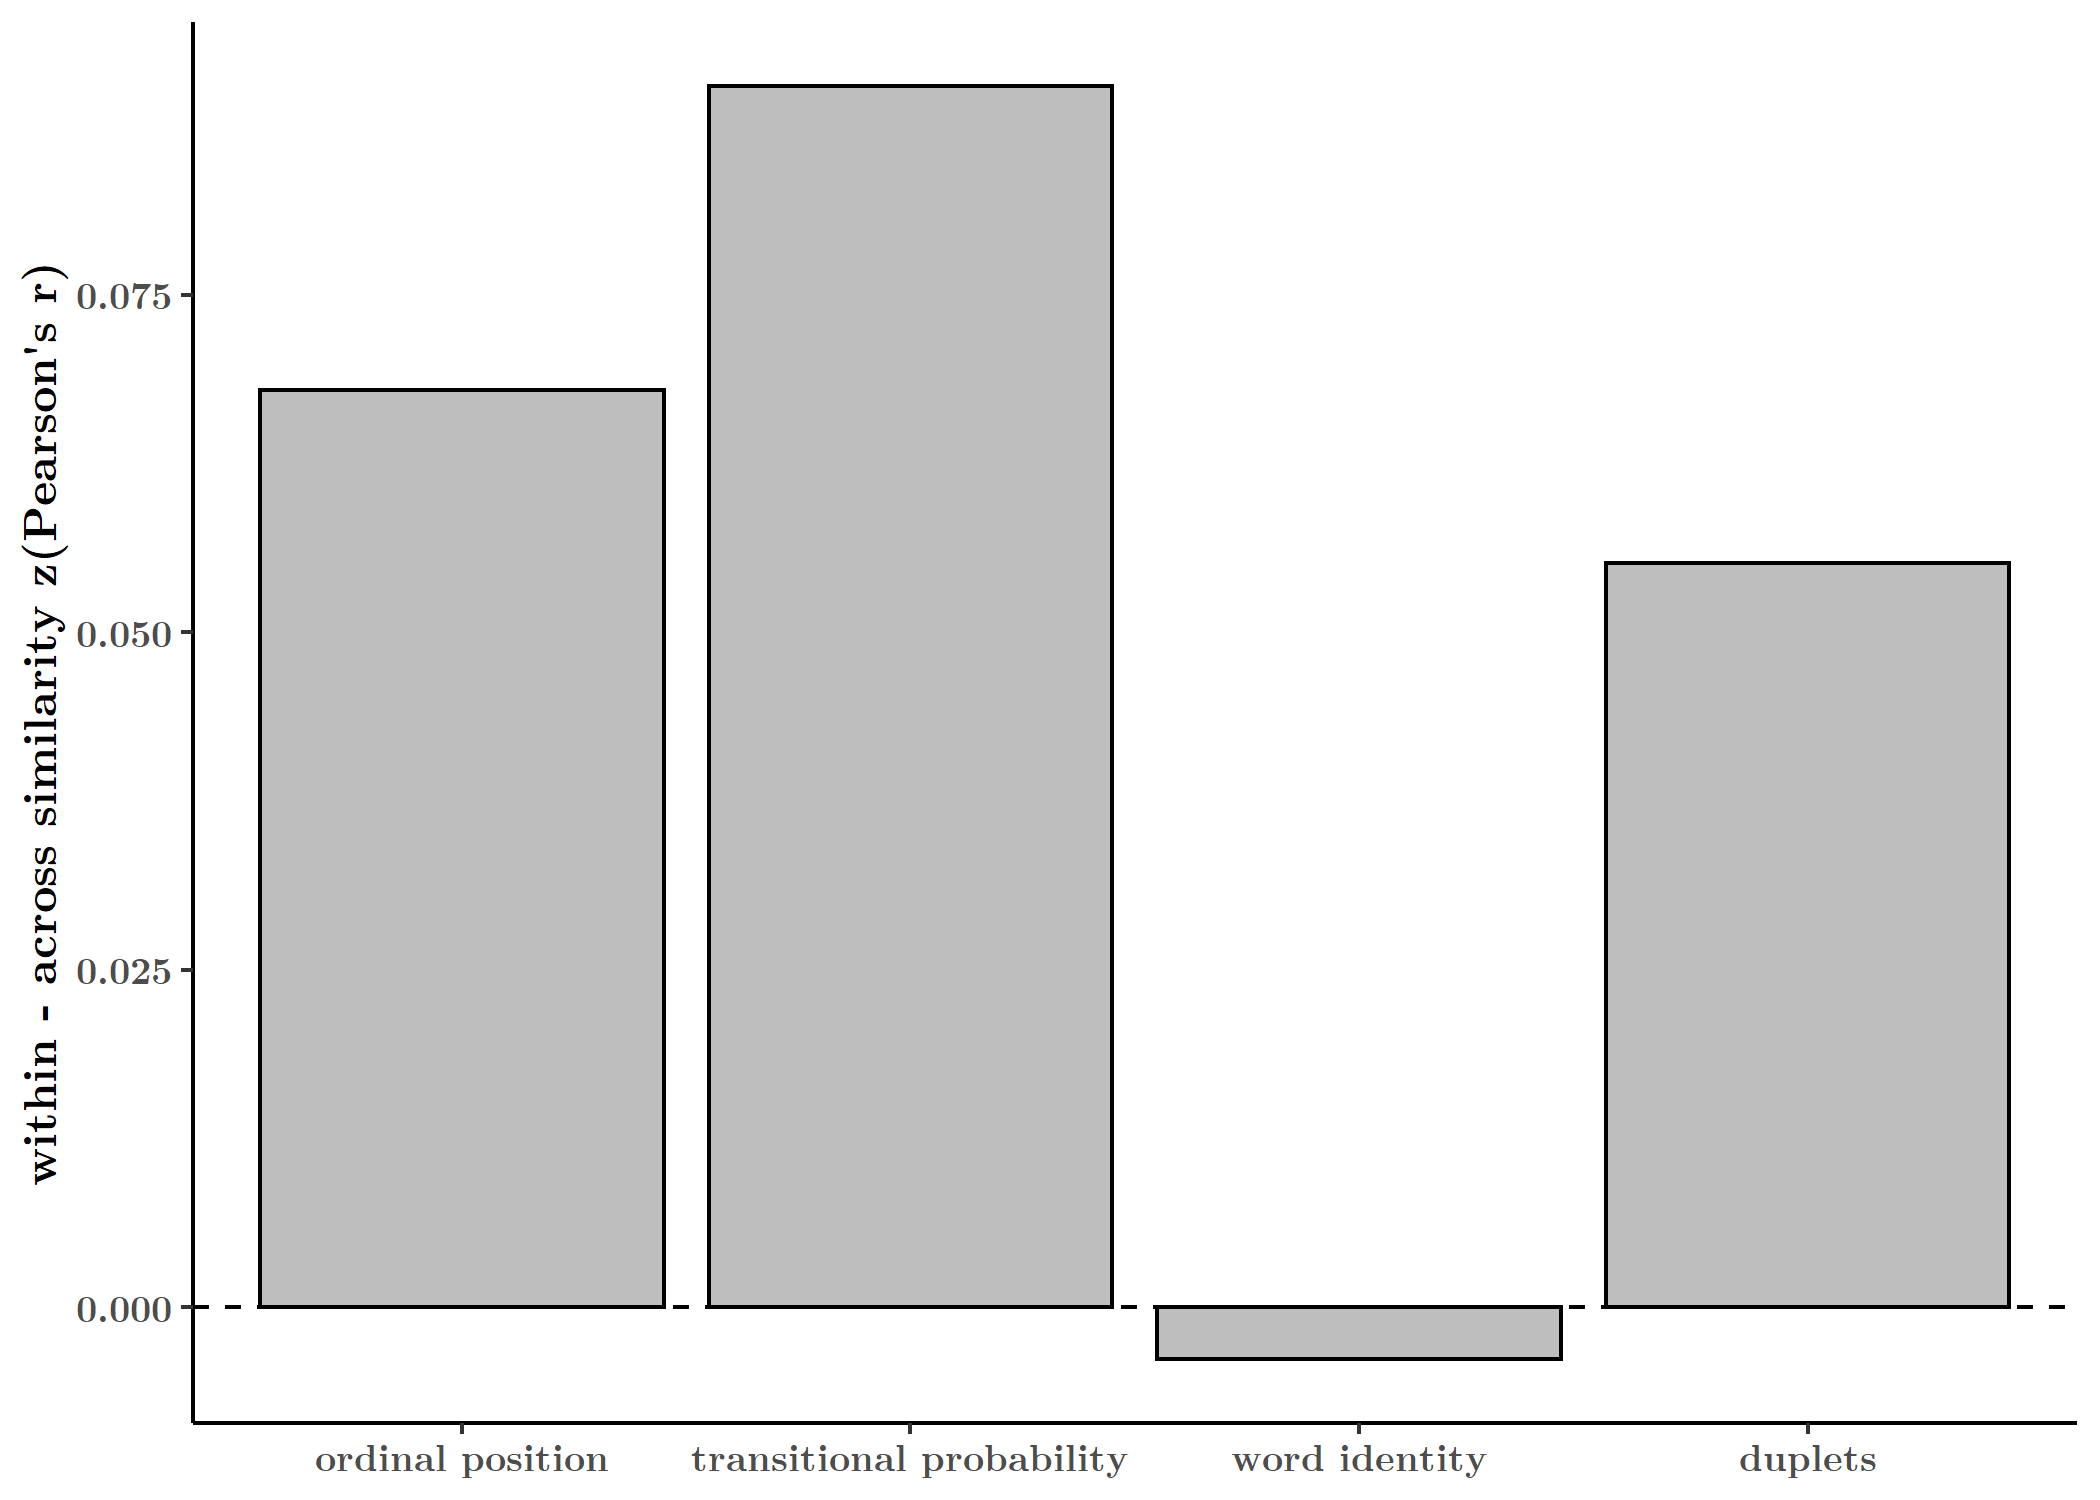 within - across similarity z(Pearson's r)
0.075
0.050
0.025
0.000
ordinal position
transitional probability
word identity
duplets